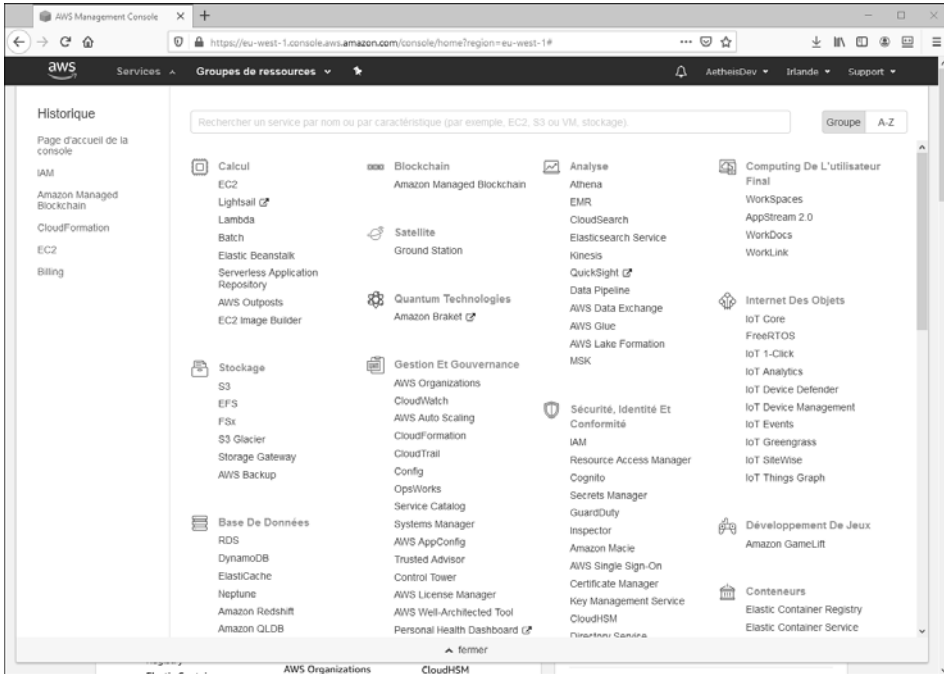 AWS Management Console
https://eu-west-1.console.aws.amazon.com/console/home?region=eu-west-1#
aws
Services
Groupes de ressources
AetheisDev
Irlande
Support
Historique
Page d'accueil de la
console
IAM
Amazon Managed
Blockchain
CloudFormation
EC2
Billing
Rechercher un service par nom ou par caractéristique (par exemple, EC2, S3 ou VM, stockage).
Groupe
A-Z
Calcul
EC2
Lightsail
Lambda
Batch
Elastic Beanstalk
Serverless Application
Repository
AWS Outposts
EC2 Image Builder
Stockage
S3
EFS
FSx
S3 Glacier
Storage Gateway
AWS Backup
Base De Données
RDS
DynamoDB
ElastiCache
Neptune
Amazon Redshift
Amazon QLDB
Blockchain
Amazon Managed Blockchain
Satellite
Ground Station
Quantum Technologies
Amazon Braket
Gestion Et Gouvernance
AWS Organizations
CloudWatch
AWS Auto Scaling
CloudFormation
CloudTrail
Config
OpsWorks
Service Catalog
Systems Manager
AWS AppConfig
Trusted Advisor
Control Tower
AWS License Manager
AWS Well-Architected Tool
Personal Health Dashboard
Analyse
Athena
EMR
CloudSearch
Elasticsearch Service
Kinesis
QuickSight
Data Pipeline
AWS Data Exchange
AWS Glue
AWS Lake Formation
MSK
Sécurité, Identité Et
Conformité
IAM
Resource Access Manager
Cognito
Secrets Manager
GuardDuty
Inspector
Amazon Macie
AWS Single Sign-On
Certificate Manager
Key Management Service
CloudHSM
Directory Service
Computing De L'utilisateur
Final
WorkSpaces
AppStream 2.0
WorkDocs
WorkLink
Internet Des Objets
IoT Core
FreeRTOS
IoT 1-Click
IoT Analytics
IoT Device Defender
IoT Device Management
IoT Events
IoT Greengrass
IoT SiteWise
IoT Things Graph
Développement De Jeux
Amazon GameLift
Conteneurs
Elastic Container Registry
Elastic Container Service
fermer
AWS Organizations
CloudHSM